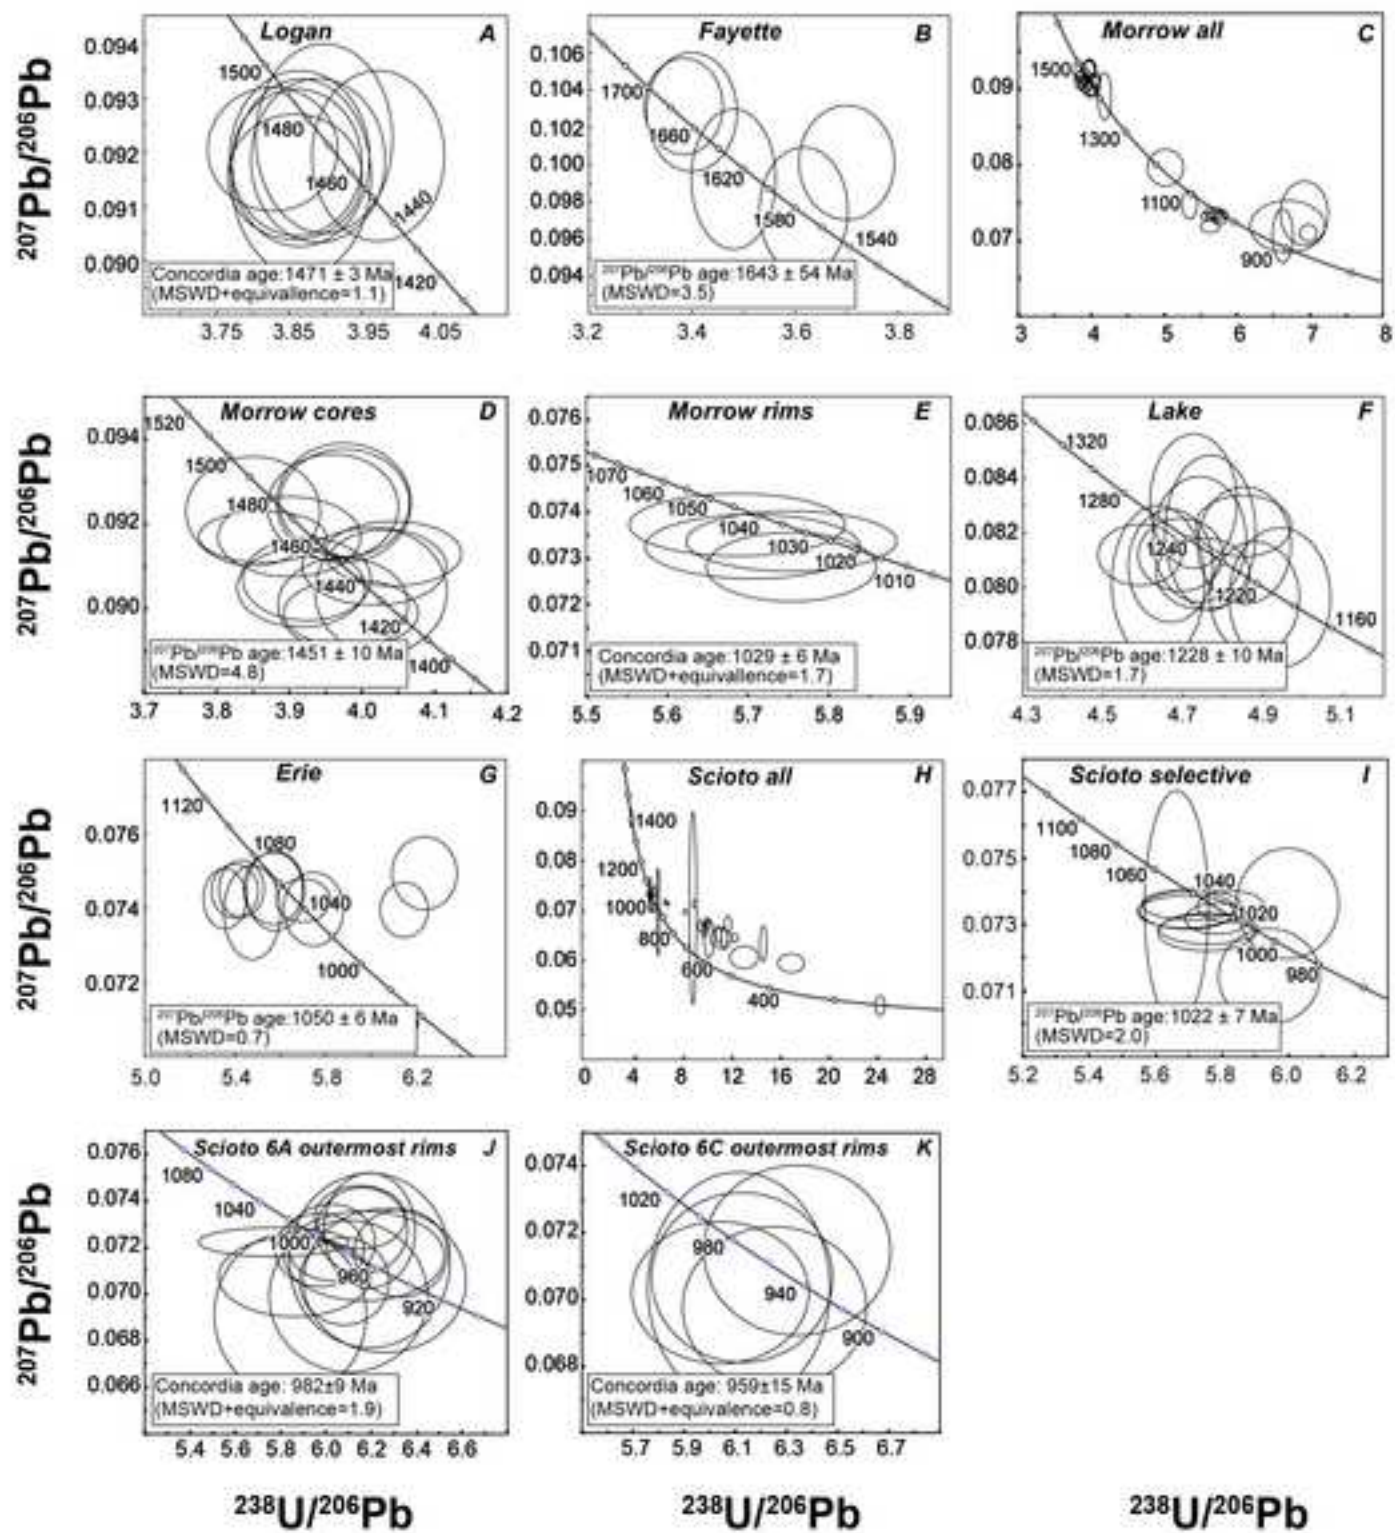 Logan A
0.094
0.093
0.092
0.091
0.090
1500
1480
1460
1440
1420
Concordia age:1471 ± 3 Ma
(MSWD+equivallence=1.1)
3.75 3.85 3.95 4.05
207Pb/206Pb
Fayette B
0.106
0.104
0.102
0.100
0.098
0.096
0.094
1700
1660
1620
1580
1540
207Pb/206Pb age:1643 ± 54 Ma
(MSWD=3.5)
3.2 3.4 3.6 3.8
Morrow all C
0.09
0.08
0.07
1500
1300
1100
900
3 4 5 6 7 8
Morrow cores D
0.094
0.092
0.090
1520
1500
1480
1460
1440
1420
1400
207Pb/206Pb age:1451 ± 10 Ma
(MSWD=4.8)
3.7 3.8 3.9 4.0 4.1 4.2
207Pb/206Pb
Morrow rims E
0.076
0.075
0.074
0.073
0.072
0.071
1070
1060
1050
1040
1030
1020
1010
Concordia age:1029 ± 6 Ma
(MSWD+equivallence=1.7)
5.5 5.6 5.7 5.8 5.9
Lake F
0.086
0.084
0.082
0.080
0.078
1320
1280
1240
1220
1160
207Pb/206Pb age:1228 ± 10 Ma
(MSWD=1.7)
4.3 4.5 4.7 4.9 5.1
Erie G
0.076
0.074
0.072
1120
1080
1040
1000
207Pb/206Pb age:1050 ± 6 Ma
(MSWD=0.7)
5.0 5.4 5.8 6.2
207Pb/206Pb
Scioto all H
0.09
0.08
0.07
0.06
0.05
1400
1200
1000
800
600
400
0 4 8 12 16 20 24 28
Scioto selective I
0.077
0.075
0.073
0.071
1100
1080
1060
1040
1020
1000
980
207Pb/206Pb age:1022 ± 7 Ma
(MSWD=2.0)
5.2 5.4 5.6 5.8 6.0 6.2
Scioto 6A outermost rims J
0.076
0.074
0.072
0.070
0.068
0.066
1080
1040
1000
960
920
Concordia age: 982±9 Ma
(MSWD+equivalence=1.9)
5.4 5.6 5.8 6.0 6.2 6.4 6.6
207Pb/206Pb
Scioto 6C outermost rims K
0.074
0.072
0.070
0.068
1020
980
940
900
Concordia age: 959±15 Ma
(MSWD+equivalence=0.8)
5.7 5.9 6.1 6.3 6.5 6.7
238U/206Pb 238U/206Pb 238U/206Pb